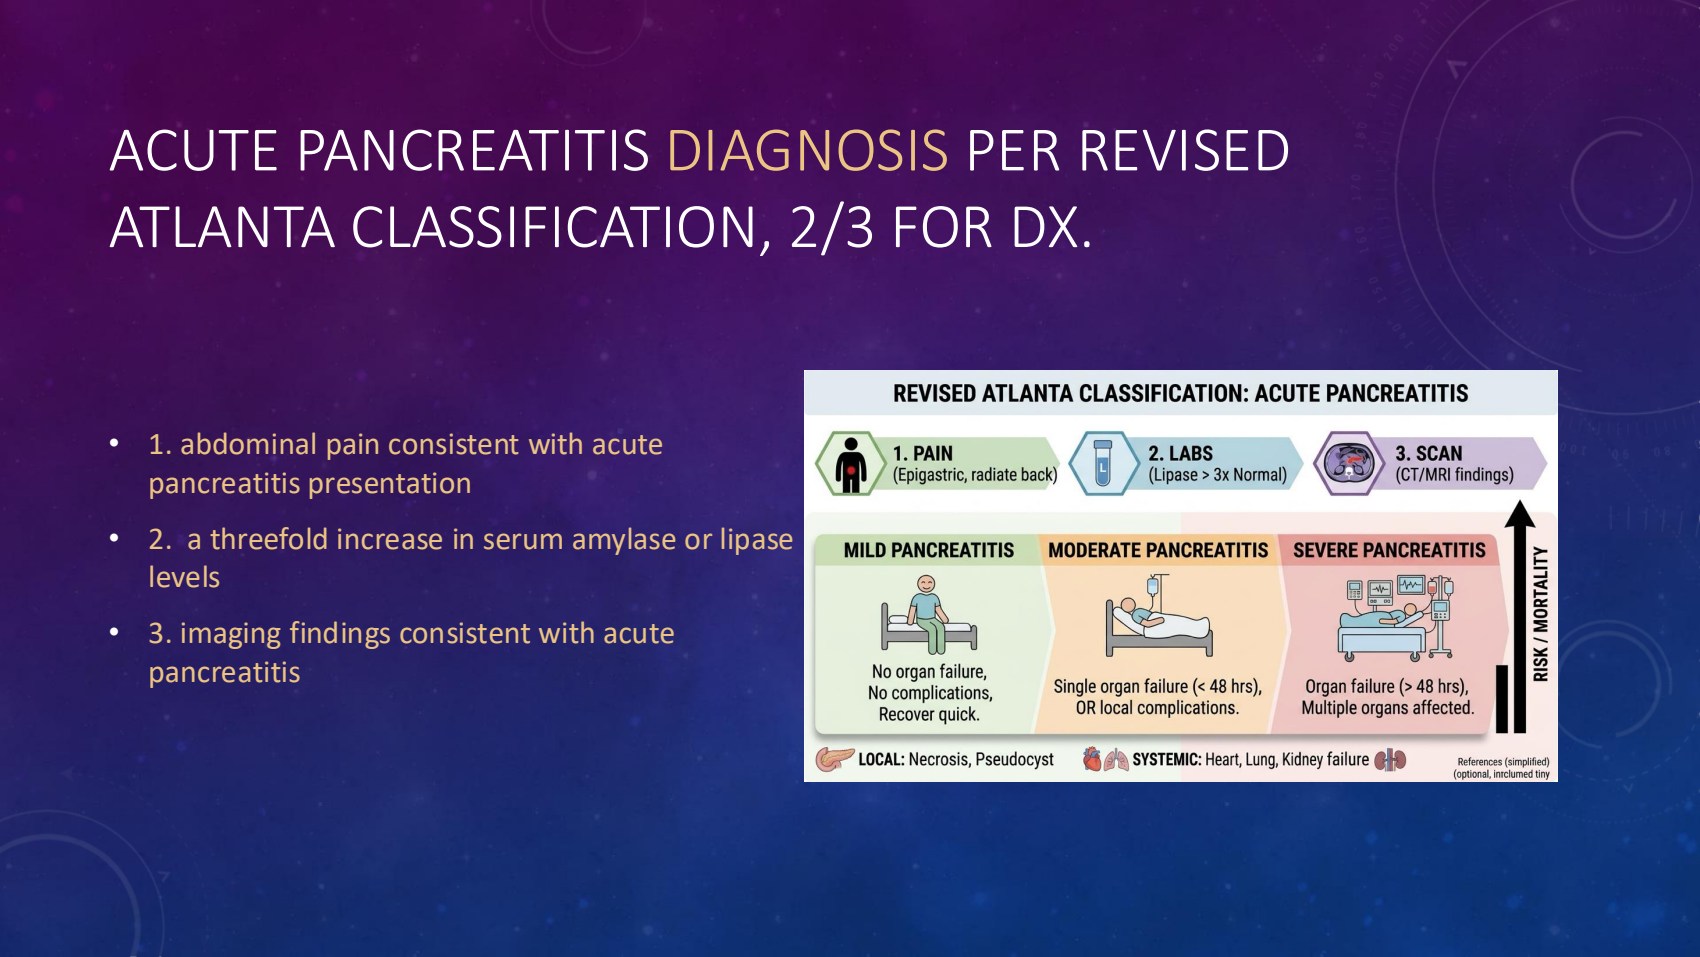 ACUTE PANCREATITIS DIAGNOSIS PER REVISED
ATLANTA CLASSIFICATION, 2/3 FOR DX.
• 1. abdominal pain consistent with acute
pancreatitis presentation
• 2.  a threefold increase in serum amylase or lipase
levels
• 3. imaging findings consistent with acute
pancreatitis
REVISED ATLANTA CLASSIFICATION: ACUTE PANCREATITIS
1. PAIN
(Epigastric, radiate back)
L
2. LABS
(Lipase > 3x Normal)
3. SCAN
(CT/MRI findings)
MILD PANCREATITIS
No organ failure,
No complications,
Recover quick.
MODERATE PANCREATITIS
Single organ failure (< 48 hrs),
OR local complications.
SEVERE PANCREATITIS
Organ failure (> 48 hrs),
Multiple organs affected.
RISK / MORTALITY
LOCAL: Necrosis, Pseudocyst
SYSTEMIC: Heart, Lung, Kidney failure
References (simplified)
(optional, inrclumed tiny